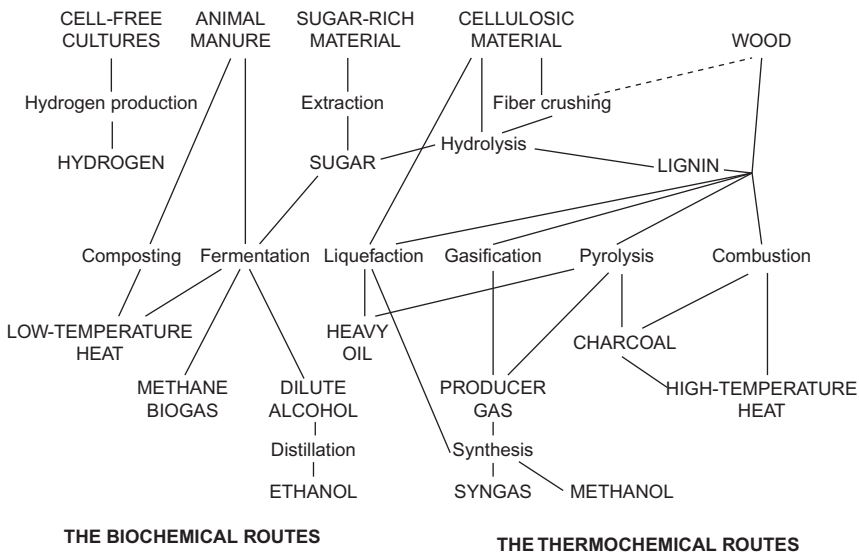 CELL-FREE
CULTURES
ANIMAL
MANURE
SUGAR-RICH
MATERIAL
CELLULOSIC
MATERIAL
WOOD
Hydrogen production
Extraction
Fiber crushing
Hydrolysis
HYDROGEN
SUGAR
LIGNIN
Composting
Fermentation
Liquefaction
Gasification
Pyrolysis
Combustion
LOW-TEMPERATURE
HEAT
HEAVY
OIL
CHARCOAL
METHANE
BIOGAS
DILUTE
ALCOHOL
PRODUCER
GAS
HIGH-TEMPERATURE
HEAT
Distillation
Synthesis
ETHANOL
SYNGAS
METHANOL
THE BIOCHEMICAL ROUTES
THE THERMOCHEMICAL ROUTES